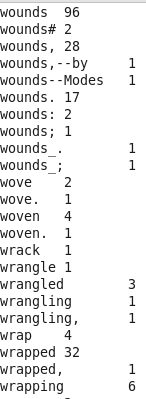 wounds 96
wounds# 2
wounds, 28
wounds,--by 1
wounds--Modes 1
wounds. 17
wounds: 2
wounds; 1
wounds_. 1
wounds_; 1
wove 2
wove. 1
woven 4
woven. 1
wrack 1
wrangle 1
wrangled 3
wrangling 1
wrangling, 1
wrap 4
wrapped 32
wrapped, 1
wrapping 6